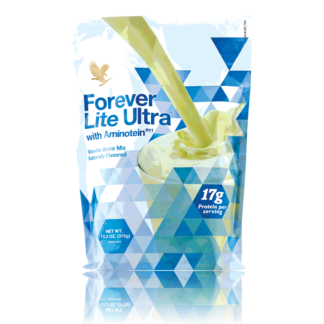 Forever
Lite Ultra
with Aminotein®††
Vanilla Shake Mix
Naturally Flavored
17g
Protein per
serving
NET WT.
13.2 OZ. (375g)